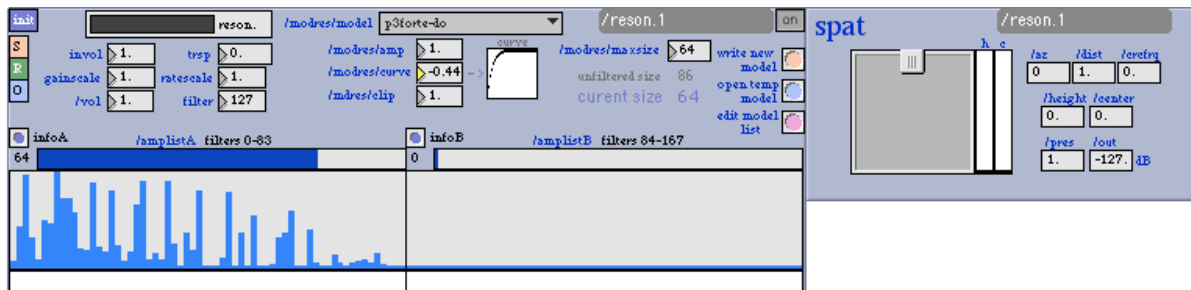 init
reson.
/modres/model p3forte-do
/reson.1
on
S
R
O
invol 1.
trsp 0.
gainscale 1.
ratescale 1.
/vol 1.
filter 127
/modres/amp 1.
/modres/curve -0.44 ->
/mdres/clip 1.
curve
/modres/maxsize 64
unfiltered size 86
curent size 64
write new
model
open temp
model
edit model
list
infoA /amplistA filters 0-83
infoB /amplistB filters 84-167
64
0
spat
/reson.1
h c
/az /dist /crcfrq
0 1. 0.
/height /center
0. 0.
/pres /out
1. -127. dB